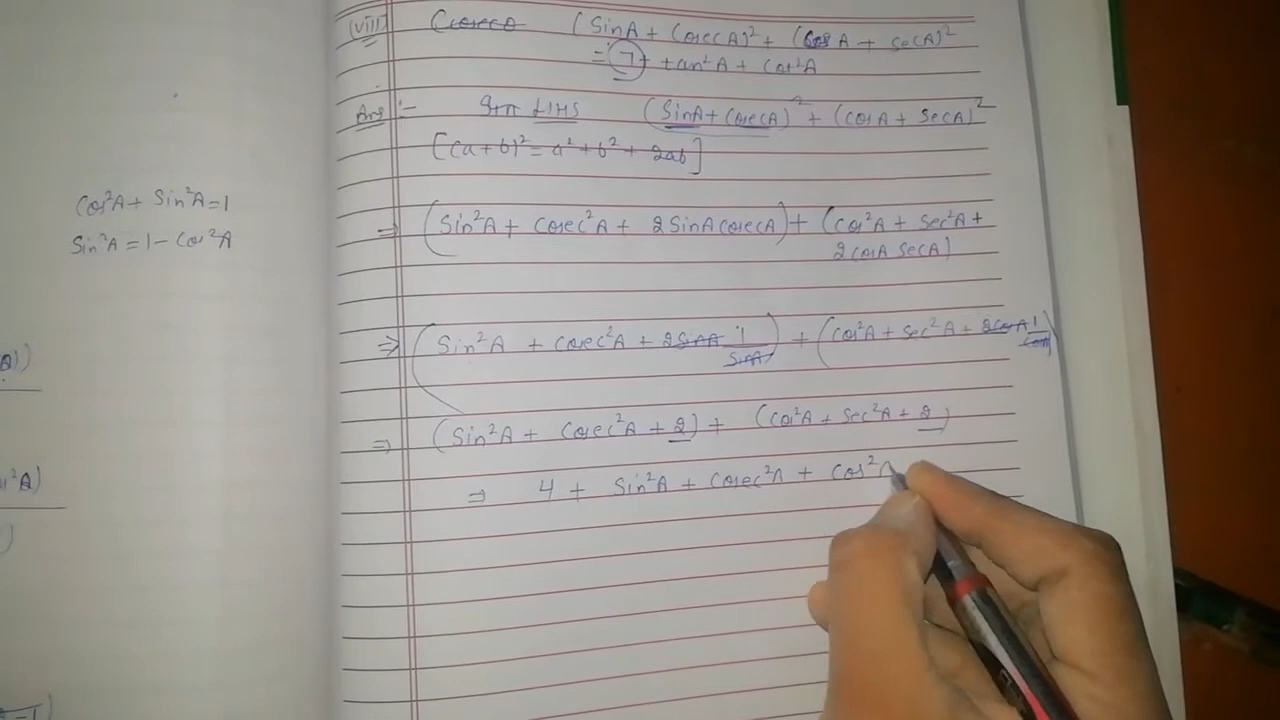 (viii) (SinA + CosecA)² + (CosA + SecA)²
= 7 + tan²A + Cot²A
Ans :- In LHS (SinA + CosecA)² + (CosA + SecA)²
[(a+b)² = a² + b² + 2ab]
⇒ (Sin²A + Cosec²A + 2SinA CosecA) + (Cos²A + Sec²A +
2CosA SecA)
⇒ (Sin²A + Cosec²A + 2SinA 1/SinA) + (Cos²A + Sec²A + 2CosA 1/CosA)
⇒ (Sin²A + Cosec²A + 2) + (Cos²A + Sec²A + 2)
⇒ 4 + Sin²A + Cosec²A + Cos²A
Cos²A + Sin²A = 1
Sin²A = 1 - Cos²A